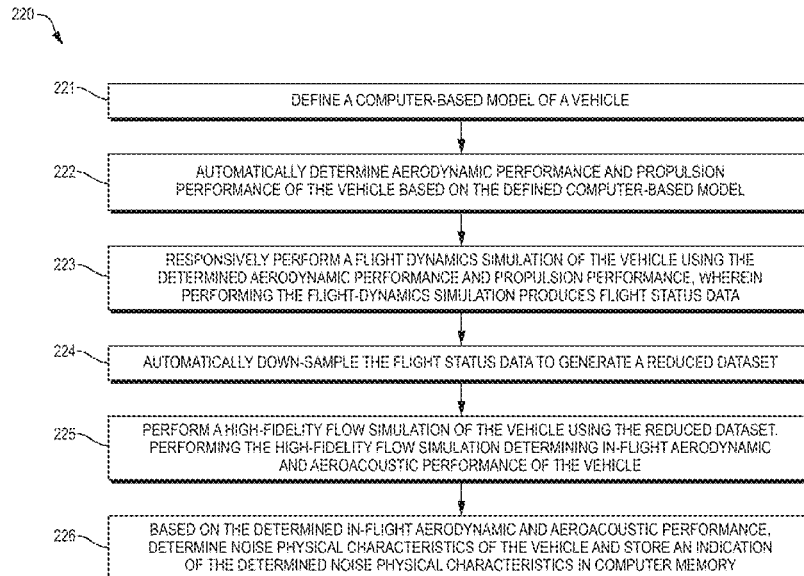 220
221
DEFINE A COMPUTER-BASED MODEL OF A VEHICLE
222
AUTOMATICALLY DETERMINE AERODYNAMIC PERFORMANCE AND PROPULSION
PERFORMANCE OF THE VEHICLE BASED ON THE DEFINED COMPUTER-BASED MODEL
223
RESPONSIVELY PERFORM A FLIGHT DYNAMICS SIMULATION OF THE VEHICLE USING THE
DETERMINED AERODYNAMIC PERFORMANCE AND PROPULSION PERFORMANCE, WHEREIN
PERFORMING THE FLIGHT-DYNAMICS SIMULATION PRODUCES FLIGHT STATUS DATA
224
AUTOMATICALLY DOWN-SAMPLE THE FLIGHT STATUS DATA TO GENERATE A REDUCED DATASET
225
PERFORM A HIGH-FIDELITY FLOW SIMULATION OF THE VEHICLE USING THE REDUCED DATASET.
PERFORMING THE HIGH-FIDELITY FLOW SIMULATION DETERMINING IN-FLIGHT AERODYNAMIC
AND AEROACOUSTIC PERFORMANCE OF THE VEHICLE
226
BASED ON THE DETERMINED IN-FLIGHT AERODYNAMIC AND AEROACOUSTIC PERFORMANCE,
DETERMINE NOISE PHYSICAL CHARACTERISTICS OF THE VEHICLE AND STORE AN INDICATION
OF THE DETERMINED NOISE PHYSICAL CHARACTERISTICS IN COMPUTER MEMORY